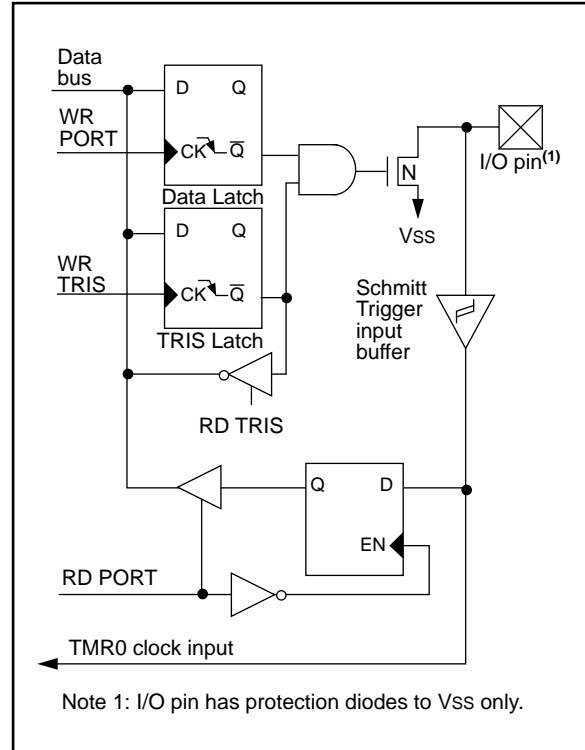 Data
bus
D Q
WR
PORT
CK Q
Data Latch
N
I/O pin(1)
VSS
D Q
WR
TRIS
CK Q
TRIS Latch
Schmitt
Trigger
input
buffer
RD TRIS
Q D
EN
RD PORT
TMR0 clock input
Note 1: I/O pin has protection diodes to VSS only.